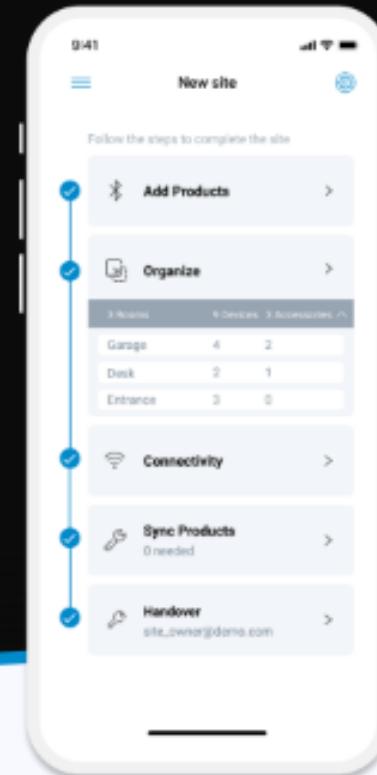 9:41
New site
Follow the steps to complete the site
Add Products
Organize
3 Rooms 9 Devices 3 Accessories
Garage 4 2
Desk 2 1
Entrance 3 0
Connectivity
Sync Products
0 needed
Handover
site_owner@demo.com